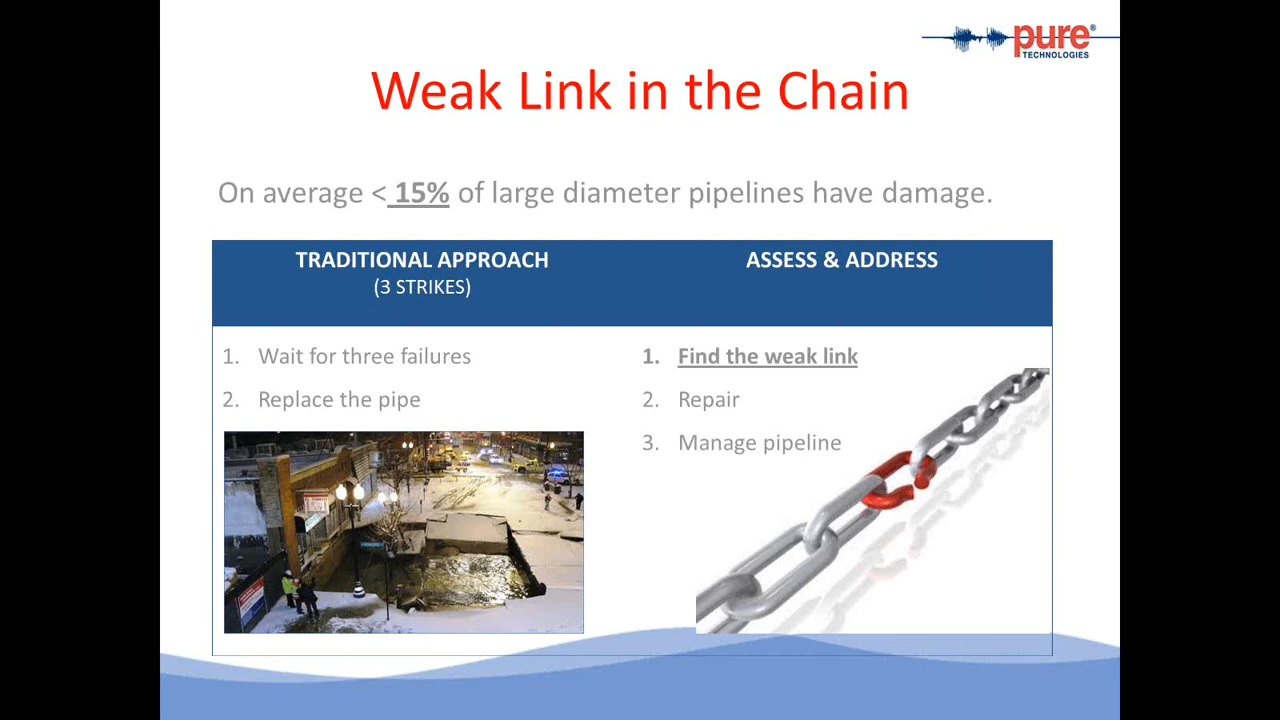 pure®
TECHNOLOGIES
Weak Link in the Chain
On average < 15% of large diameter pipelines have damage.
TRADITIONAL APPROACH
(3 STRIKES)
ASSESS & ADDRESS
1. Wait for three failures
2. Replace the pipe
1. Find the weak link
2. Repair
3. Manage pipeline